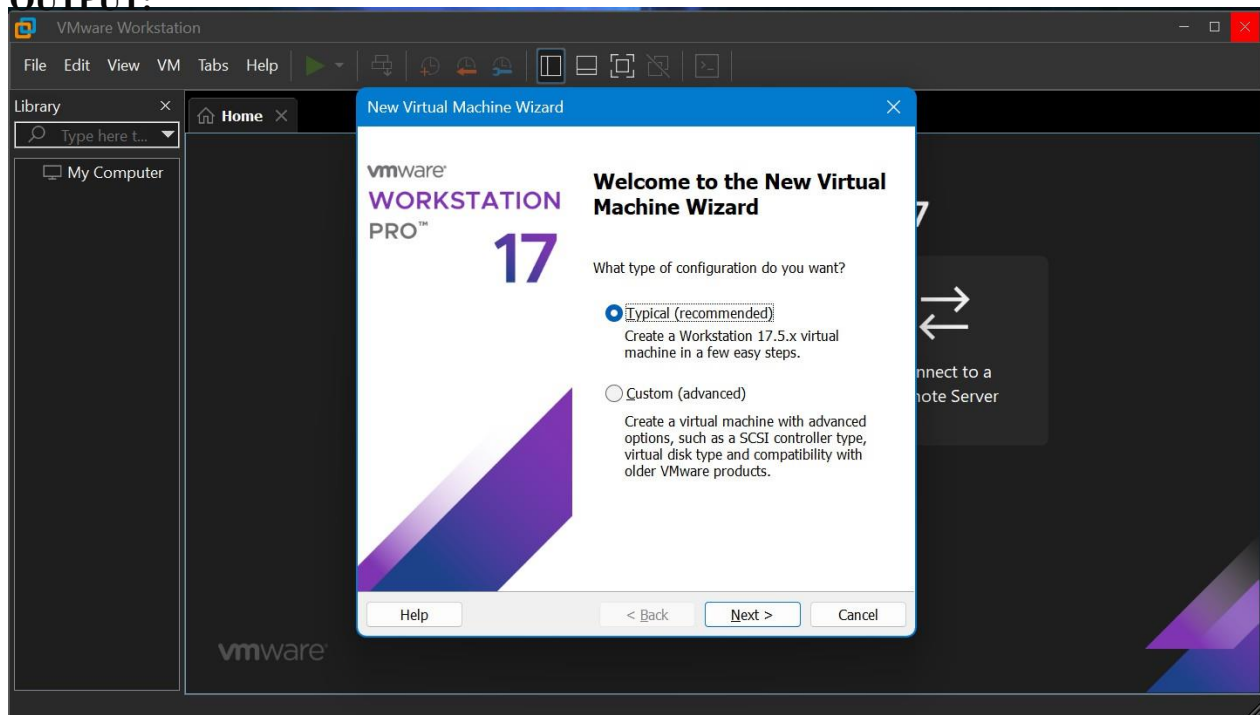 OUTPUT:
VMware Workstation
File Edit View VM Tabs Help
Library
Type here t...
My Computer
Home
New Virtual Machine Wizard
vmware®
WORKSTATION
PRO™
17
Welcome to the New Virtual
Machine Wizard
What type of configuration do you want?
Typical (recommended)
Create a Workstation 17.5.x virtual
machine in a few easy steps.
Custom (advanced)
Create a virtual machine with advanced
options, such as a SCSI controller type,
virtual disk type and compatibility with
older VMware products.
Help < Back Next > Cancel
7
nnect to a
note Server
vmware®